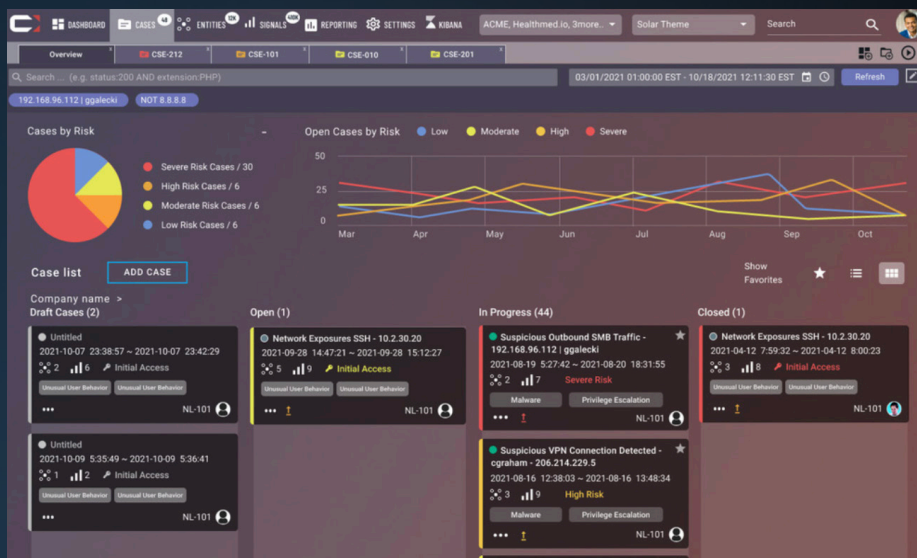 DASHBOARD CASES 48 ENTITIES 12K SIGNALS REPORTING SETTINGS KIBANA ACME, Healthmed.io, 3more.. Solar Theme Search
Overview CSE-212 CSE-101 CSE-010 CSE-201
Search ... (e.g. status:200 AND extension:PHP) 03/01/2021 01:00:00 EST - 10/18/2021 12:11:30 EST Refresh
192.168.96.112 | ggalecki NOT 8.8.8.8
Cases by Risk
Severe Risk Cases / 30
High Risk Cases / 6
Moderate Risk Cases / 6
Low Risk Cases / 6
Open Cases by Risk Low Moderate High Severe
50
25
0
Mar Apr May Jun Jul Aug Sep Oct
Case list ADD CASE Show Favorites
Company name >
Draft Cases (2)
Untitled
2021-10-07 23:38:57 ~ 2021-10-07 23:42:29
2 6 Initial Access
Unusual User Behavior Unusual User Behavior
... NL-101
Untitled
2021-10-09 5:35:49 ~ 2021-10-09 5:36:41
1 2 Initial Access
Unusual User Behavior Unusual User Behavior
... NL-101
Open (1)
Network Exposures SSH - 10.2.30.20
2021-09-28 14:47:21 ~ 2021-09-28 15:12:27
5 9 Initial Access
Unusual User Behavior Unusual User Behavior
... NL-101
In Progress (44)
Suspicious Outbound SMB Traffic -
192.168.96.112 | ggalecki
2021-08-19 5:27:42 ~ 2021-08-20 18:31:55
2 7 Severe Risk
Malware Privilege Escalation
... NL-101
Suspicious VPN Connection Detected -
cgraham - 206.214.229.5
2021-08-16 12:38:03 ~ 2021-08-16 13:48:34
3 9 High Risk
Malware Privilege Escalation
... NL-101
Closed (1)
Network Exposures SSH - 10.2.30.20
2021-04-12 7:59:32 ~ 2021-04-12 8:00:23
3 8 Initial Access
Unusual User Behavior Unusual User Behavior
... NL-101